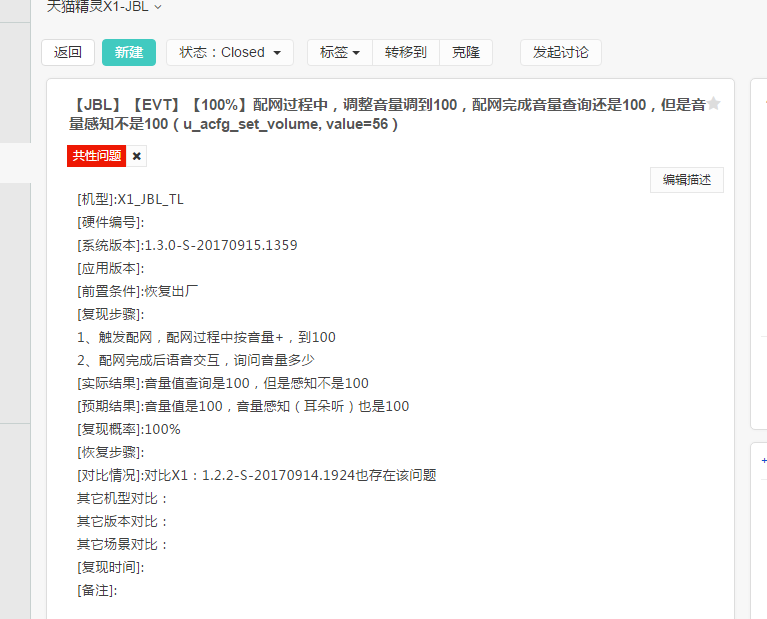 天猫精灵X1-JBL
返回 新建 状态：Closed 标签 转移到 克隆 发起讨论
【JBL】【EVT】【100%】配网过程中，调整音量调到100，配网完成音量查询还是100，但是音
量感知不是100（u_acfg_set_volume, value=56）
共性问题 ✖
编辑描述
[机型]:X1_JBL_TL
[硬件编号]:
[系统版本]:1.3.0-S-20170915.1359
[应用版本]:
[前置条件]:恢复出厂
[复现步骤]:
1、触发配网，配网过程中按音量+，到100
2、配网完成后语音交互，询问音量多少
[实际结果]:音量值查询是100，但是感知不是100
[预期结果]:音量值是100，音量感知（耳朵听）也是100
[复现概率]:100%
[恢复步骤]:
[对比情况]:对比X1：1.2.2-S-20170914.1924也存在该问题
其它机型对比：
其它版本对比：
其它场景对比：
[复现时间]:
[备注]: